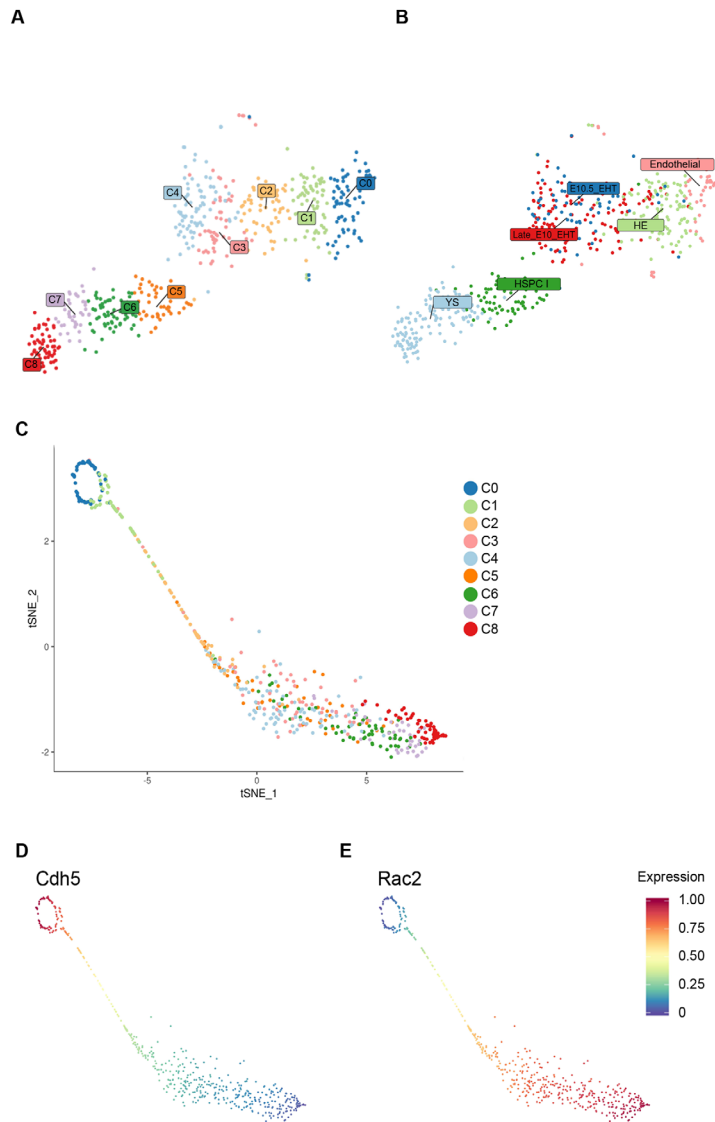 A
B
C4
C2
C0
C1
C3
C7
C5
C6
C8
Endothelial
E10.5_EHT
HE
Late_E10_EHT
HSPC I
YS
C
2
0
-2
tSNE_2
-5
0
5
tSNE_1
C0
C1
C2
C3
C4
C5
C6
C7
C8
D
E
Cdh5
Rac2
Expression
1.00
0.75
0.50
0.25
0